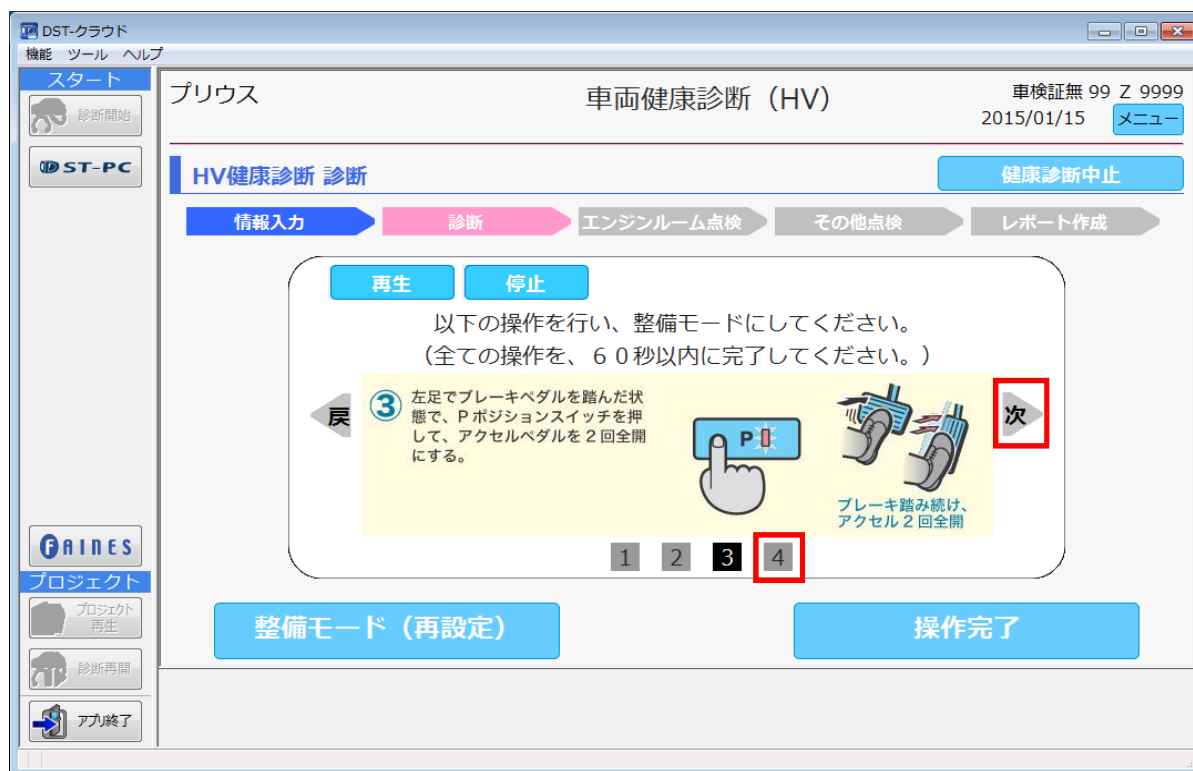 DST-クラウド
機能 ツール ヘルプ
スタート
診断開始
DST-PC
FAINES
プロジェクト
プロジェクト
再生
診断再開
アプリ終了
プリウス
車両健康診断（HV）
車検証無 99 Z 9999
2015/01/15
メニュー
HV健康診断 診断
健康診断中止
情報入力
診断
エンジンルーム点検
その他点検
レポート作成
再生
停止
以下の操作を行い、整備モードにしてください。
（全ての操作を、６０秒以内に完了してください。）
戻
③
左足でブレーキペダルを踏んだ状
態で、Ｐポジションスイッチを押
して、アクセルペダルを２回全開
にする。
P
ブレーキ踏み続け、
アクセル２回全開
次
1 2 3 4
整備モード（再設定）
操作完了